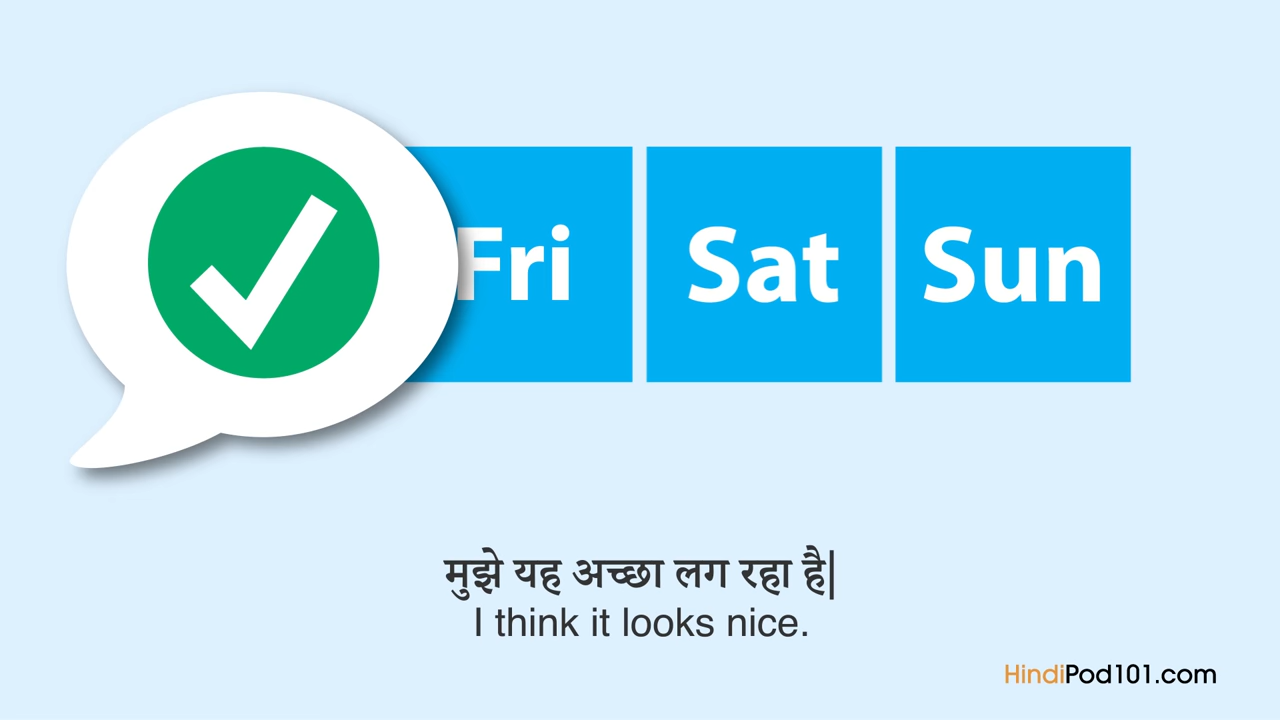 Fri
Sat
Sun
मुझे यह अच्छा लग रहा है|
I think it looks nice.
HindiPod101.com